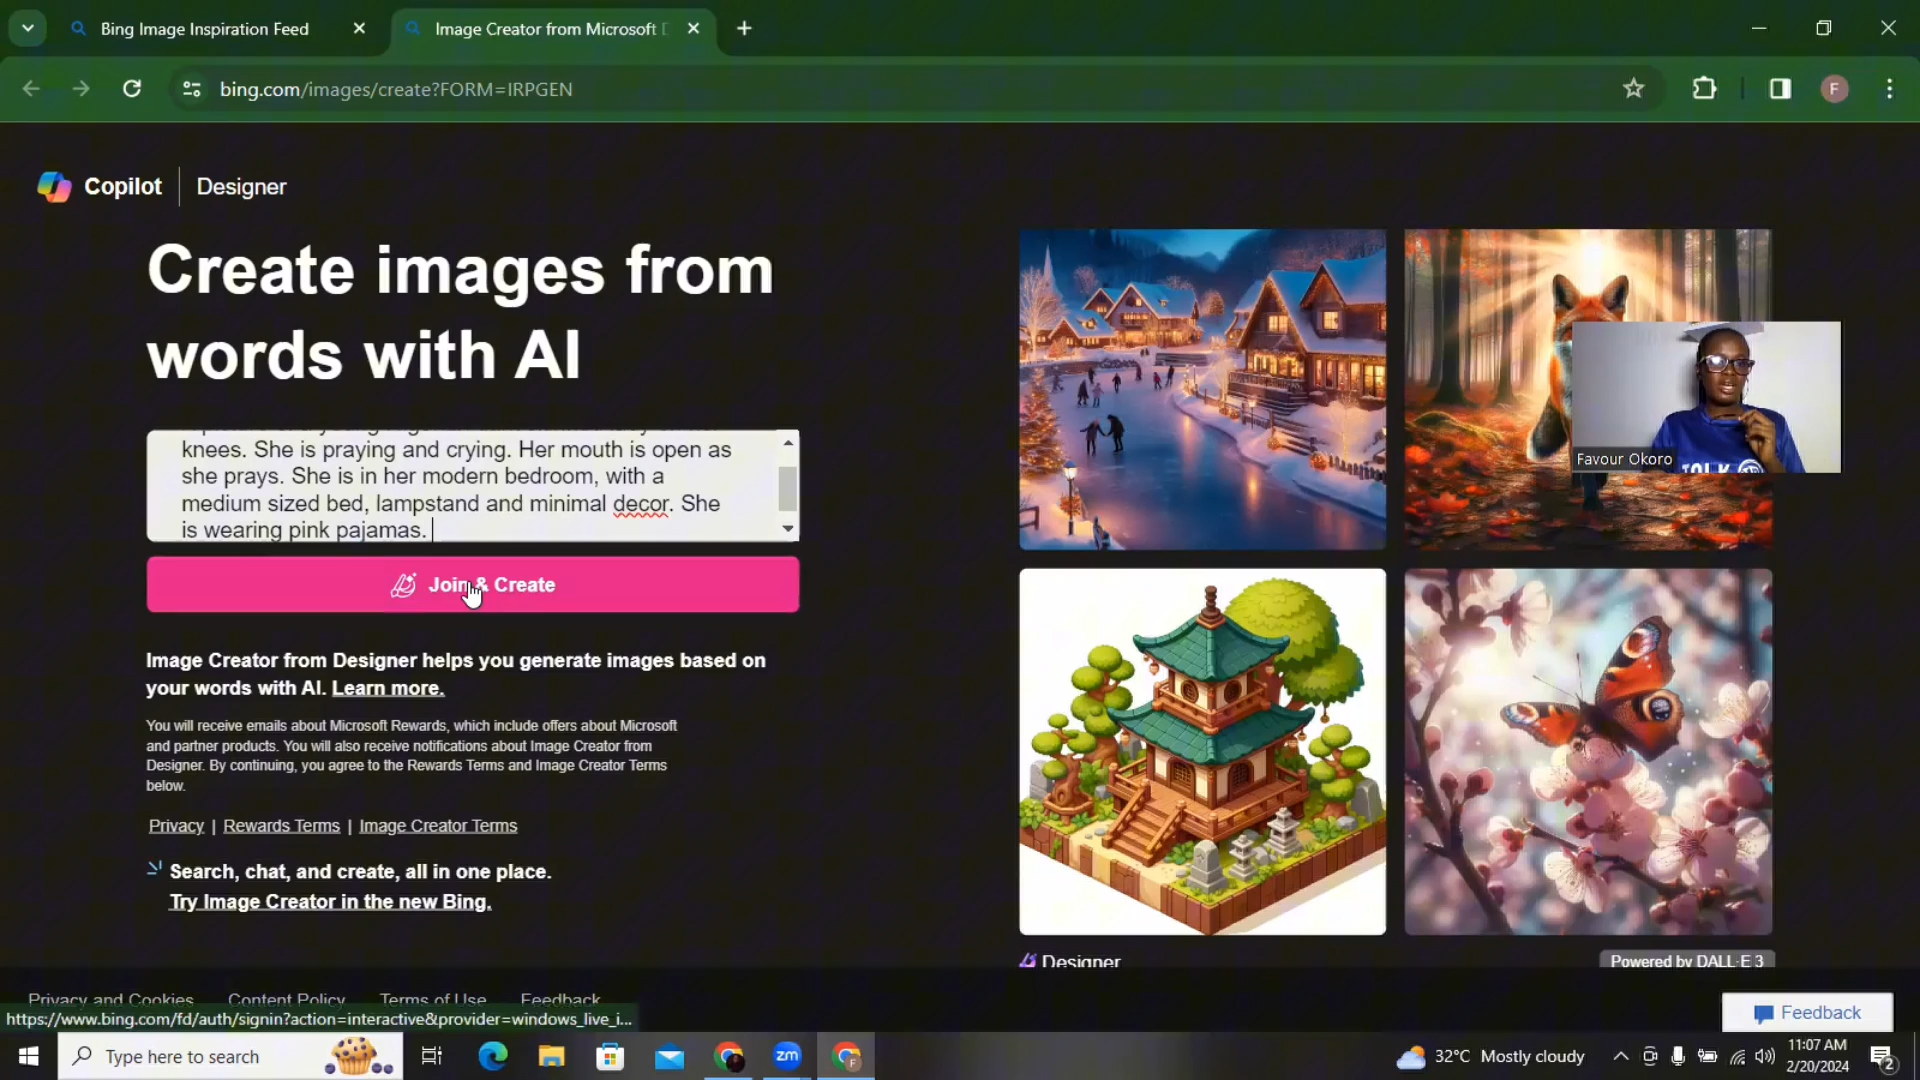 Bing Image Inspiration Feed
Image Creator from Microsoft
bing.com/images/create?FORM=IRPGEN
F
Copilot
Designer
Create images from
words with AI
knees. She is praying and crying. Her mouth is open as
she prays. She is in her modern bedroom, with a
medium sized bed, lampstand and minimal decor. She
is wearing pink pajamas.
Join & Create
Image Creator from Designer helps you generate images based on
your words with AI. Learn more.
You will receive emails about Microsoft Rewards, which include offers about Microsoft
and partner products. You will also receive notifications about Image Creator from
Designer. By continuing, you agree to the Rewards Terms and Image Creator Terms
below.
Privacy | Rewards Terms | Image Creator Terms
Search, chat, and create, all in one place.
Try Image Creator in the new Bing.
Favour Okoro
Designer
Powered by DALL·E 3
Privacy and Cookies
Content Policy
Terms of Use
Feedback
https://www.bing.com/fd/auth/signin?action=interactive&provider=windows_live_i...
Feedback
Type here to search
zm
F
32°C Mostly cloudy
11:07 AM
2/20/2024
2